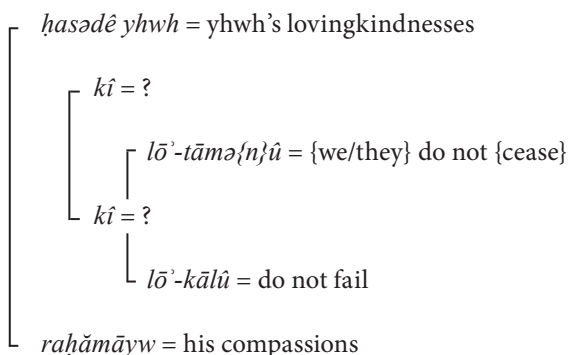 ḥasədê yhwh = yhwh’s lovingkindnesses
kî = ?
lōʾ-tāmə{n}û = {we/they} do not {cease}
kî = ?
lōʾ-kālû = do not fail
raḥămāyw = his compassions